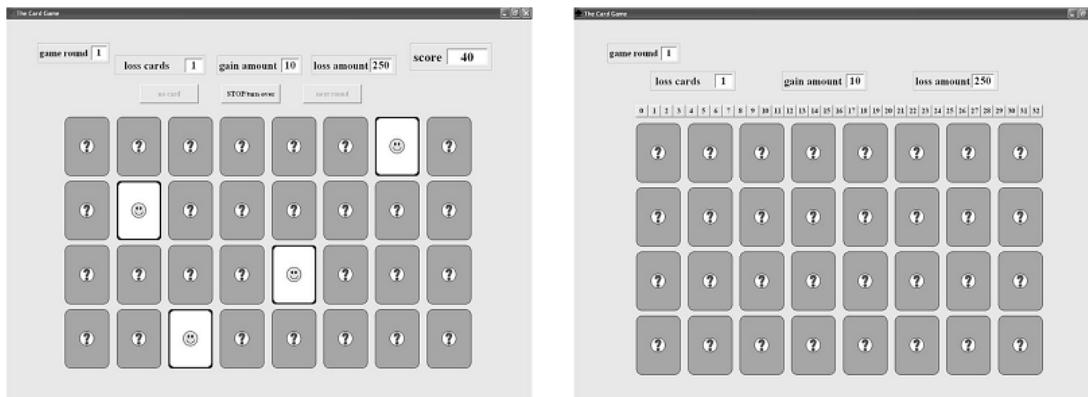 The Card Game
game round 1
loss cards 1 gain amount 10 loss amount 250 score 40
no card STOP/turn over next round
? ? ? ? ? ? ?
? ? ? ? ? ? ?
? ? ? ? ? ? ?
? ? ? ? ? ? ?
The Card Game
game round 1
loss cards 1 gain amount 10 loss amount 250
0 1 2 3 4 5 6 7 8 9 10 11 12 13 14 15 16 17 18 19 20 21 22 23 24 25 26 27 28 29 30 31 32
? ? ? ? ? ? ? ?
? ? ? ? ? ? ? ?
? ? ? ? ? ? ? ?
? ? ? ? ? ? ? ?